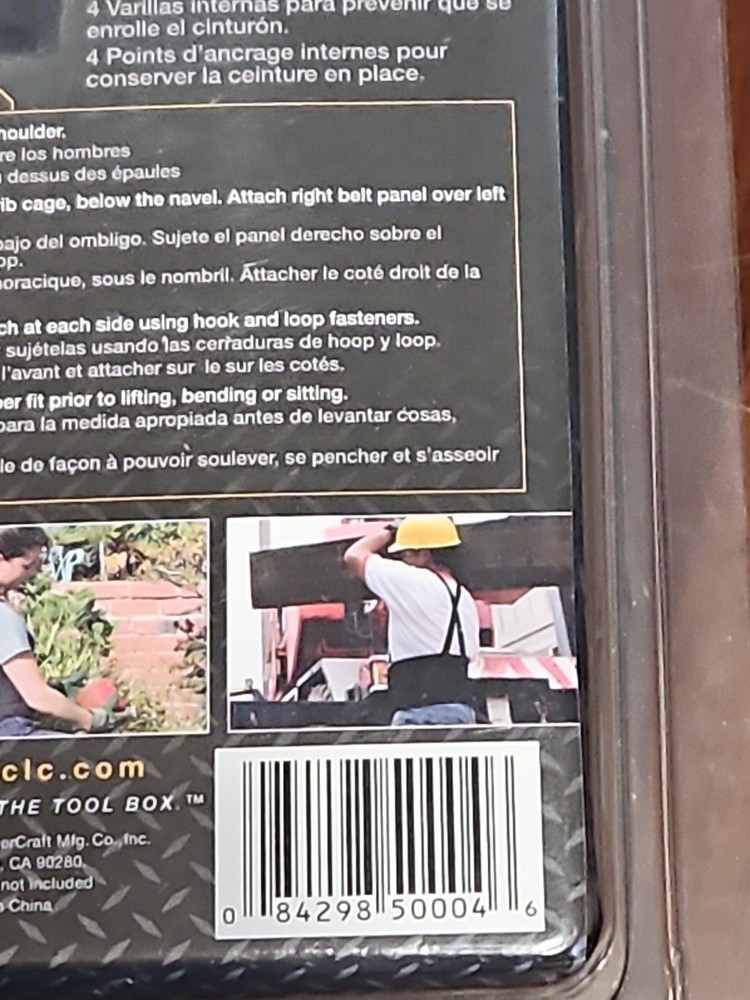 4 Varillas internas para prevenir que se
enrolle el cinturón.
4 Points d'ancrage internes pour
conserver la ceinture en place.
houlder.
re los hombres
dessus des épaules
ib cage, below the navel. Attach right belt panel over left
bajo del ombligo. Sujete el panel derecho sobre el
op.
horacique, sous le nombril. Attacher le coté droit de la
ch at each side using hook and loop fasteners.
sujételas usando las cerraduras de hoop y loop.
l'avant et attacher sur le sur les cotés.
per fit prior to lifting, bending or sitting.
para la medida apropiada antes de levantar cosas,
le de façon à pouvoir soulever, se pencher et s'asseoir
clc.com
THE TOOL BOX.™
erCraft Mfg. Co., Inc.
, CA 90280.
not included
China
0 84298 50004 6